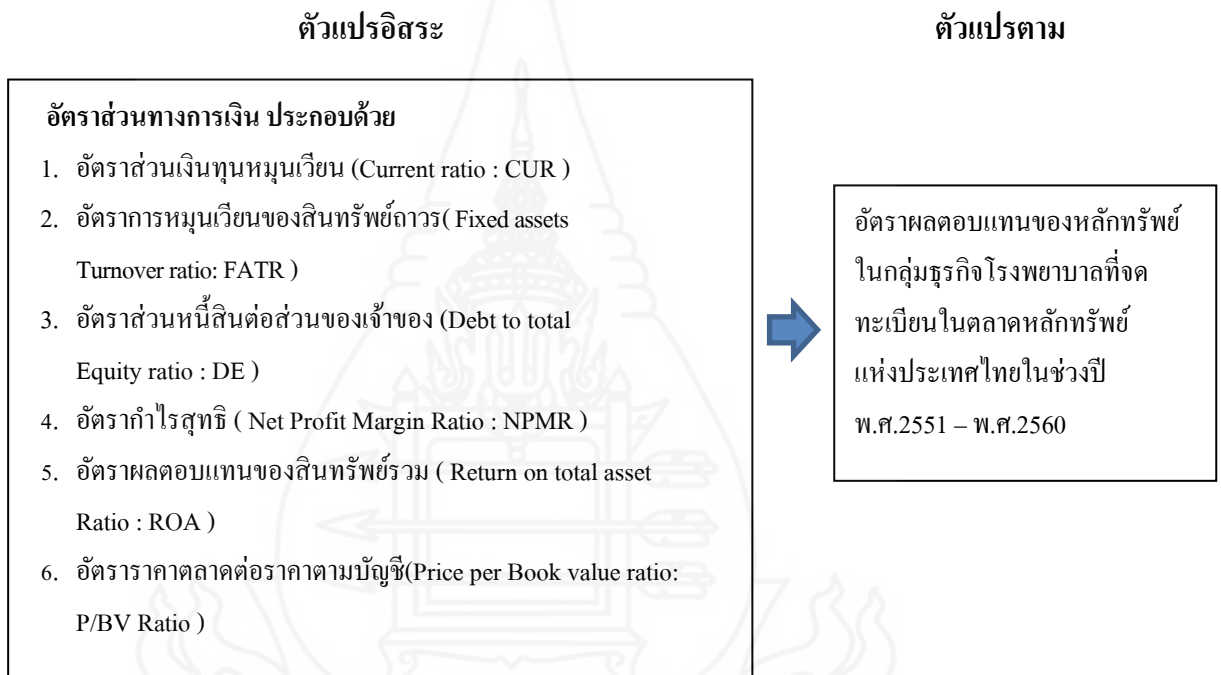 ตัวแปรอิสระ
ตัวแปรตาม
อัตราส่วนทางการเงิน ประกอบด้วย
1. อัตราส่วนเงินทุนหมุนเวียน (Current ratio : CUR )
2. อัตราการหมุนเวียนของสินทรัพย์ถาวร( Fixed assets
Turnover ratio: FATR )
3. อัตราส่วนหนี้สินต่อส่วนของเจ้าของ (Debt to total
Equity ratio : DE )
4. อัตรากำไรสุทธิ ( Net Profit Margin Ratio : NPMR )
5. อัตราผลตอบแทนของสินทรัพย์รวม ( Return on total asset
Ratio : ROA )
6. อัตราราคาตลาดต่อราคาตามบัญชี(Price per Book value ratio:
P/BV Ratio )
อัตราผลตอบแทนของหลักทรัพย์
ในกลุ่มธุรกิจโรงพยาบาลที่จด
ทะเบียนในตลาดหลักทรัพย์
แห่งประเทศไทยในช่วงปี
พ.ศ.2551 – พ.ศ.2560